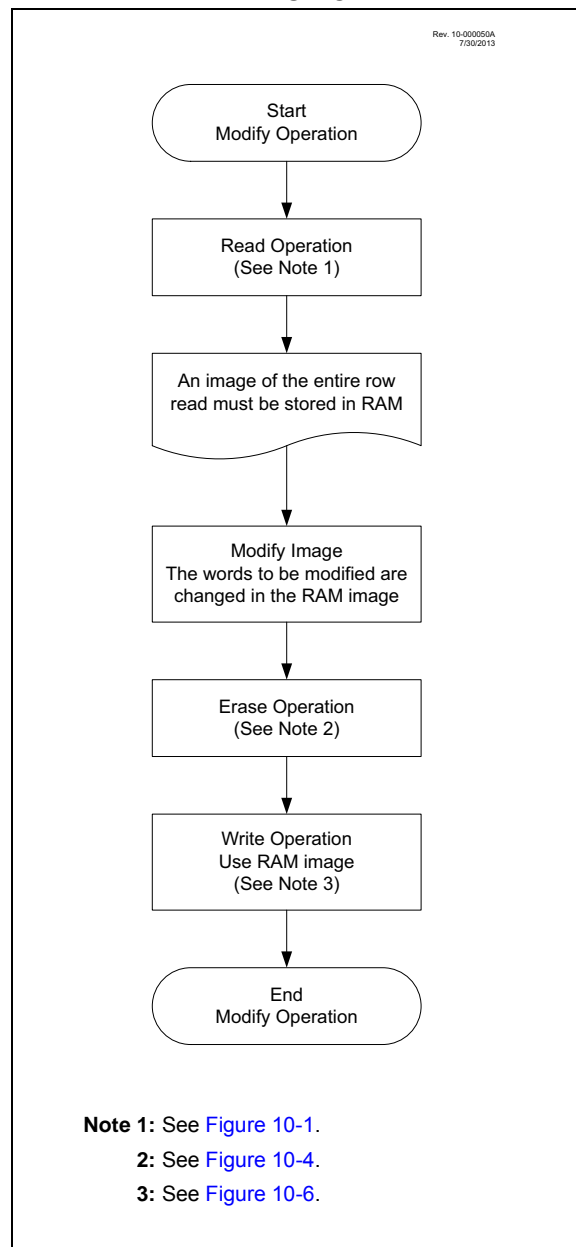 Rev. 10-000050A
7/30/2013
Start
Modify Operation
Read Operation
(See Note 1)
An image of the entire row
read must be stored in RAM
Modify Image
The words to be modified are
changed in the RAM image
Erase Operation
(See Note 2)
Write Operation
Use RAM image
(See Note 3)
End
Modify Operation
Note 1: See Figure 10-1.
2: See Figure 10-4.
3: See Figure 10-6.